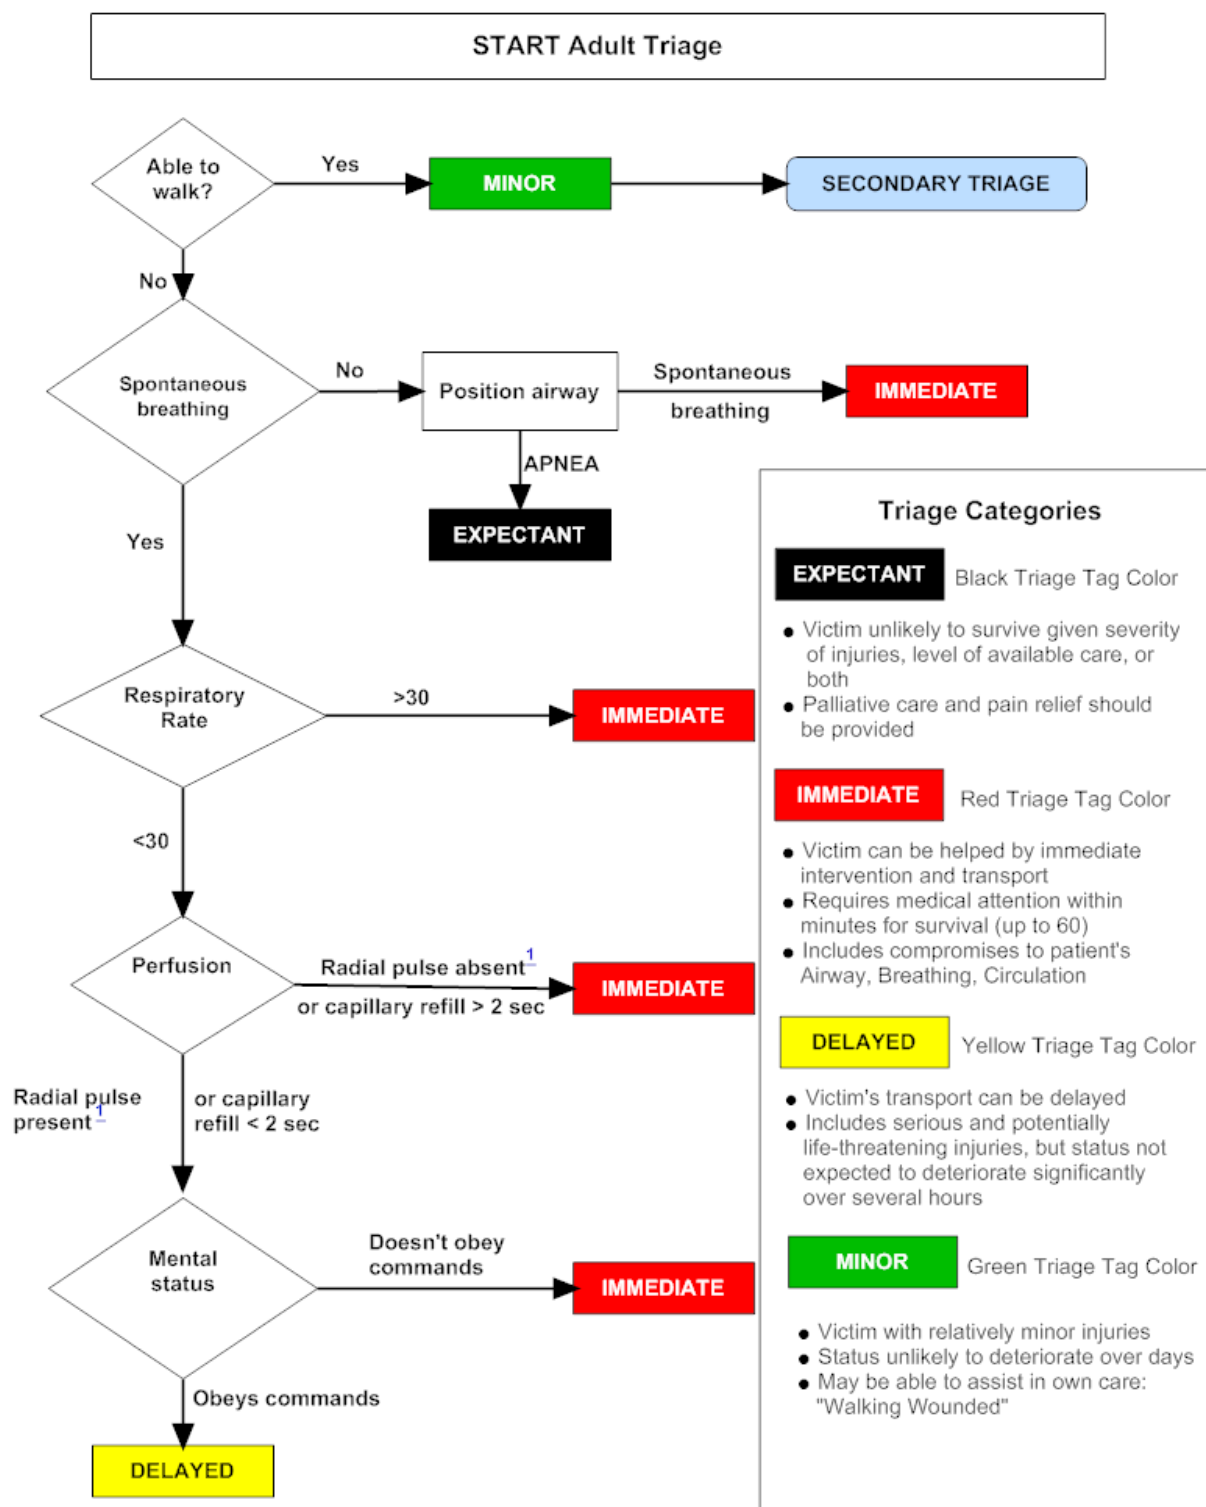 START Adult Triage
Able to
walk?
Yes
MINOR
SECONDARY TRIAGE
No
Spontaneous
breathing
No
Position airway
Spontaneous
breathing
IMMEDIATE
APNEA
EXPECTANT
Yes
Respiratory
Rate
>30
IMMEDIATE
<30
Perfusion
Radial pulse absent1
or capillary refill > 2 sec
IMMEDIATE
Radial pulse
present 1
or capillary
refill < 2 sec
Mental
status
Doesn't obey
commands
IMMEDIATE
Obeys commands
DELAYED
Triage Categories
EXPECTANT Black Triage Tag Color
● Victim unlikely to survive given severity
of injuries, level of available care, or
both
● Palliative care and pain relief should
be provided
IMMEDIATE Red Triage Tag Color
● Victim can be helped by immediate
intervention and transport
● Requires medical attention within
minutes for survival (up to 60)
● Includes compromises to patient's
Airway, Breathing, Circulation
DELAYED Yellow Triage Tag Color
● Victim's transport can be delayed
● Includes serious and potentially
life-threatening injuries, but status not
expected to deteriorate significantly
over several hours
MINOR Green Triage Tag Color
● Victim with relatively minor injuries
● Status unlikely to deteriorate over days
● May be able to assist in own care:
"Walking Wounded"